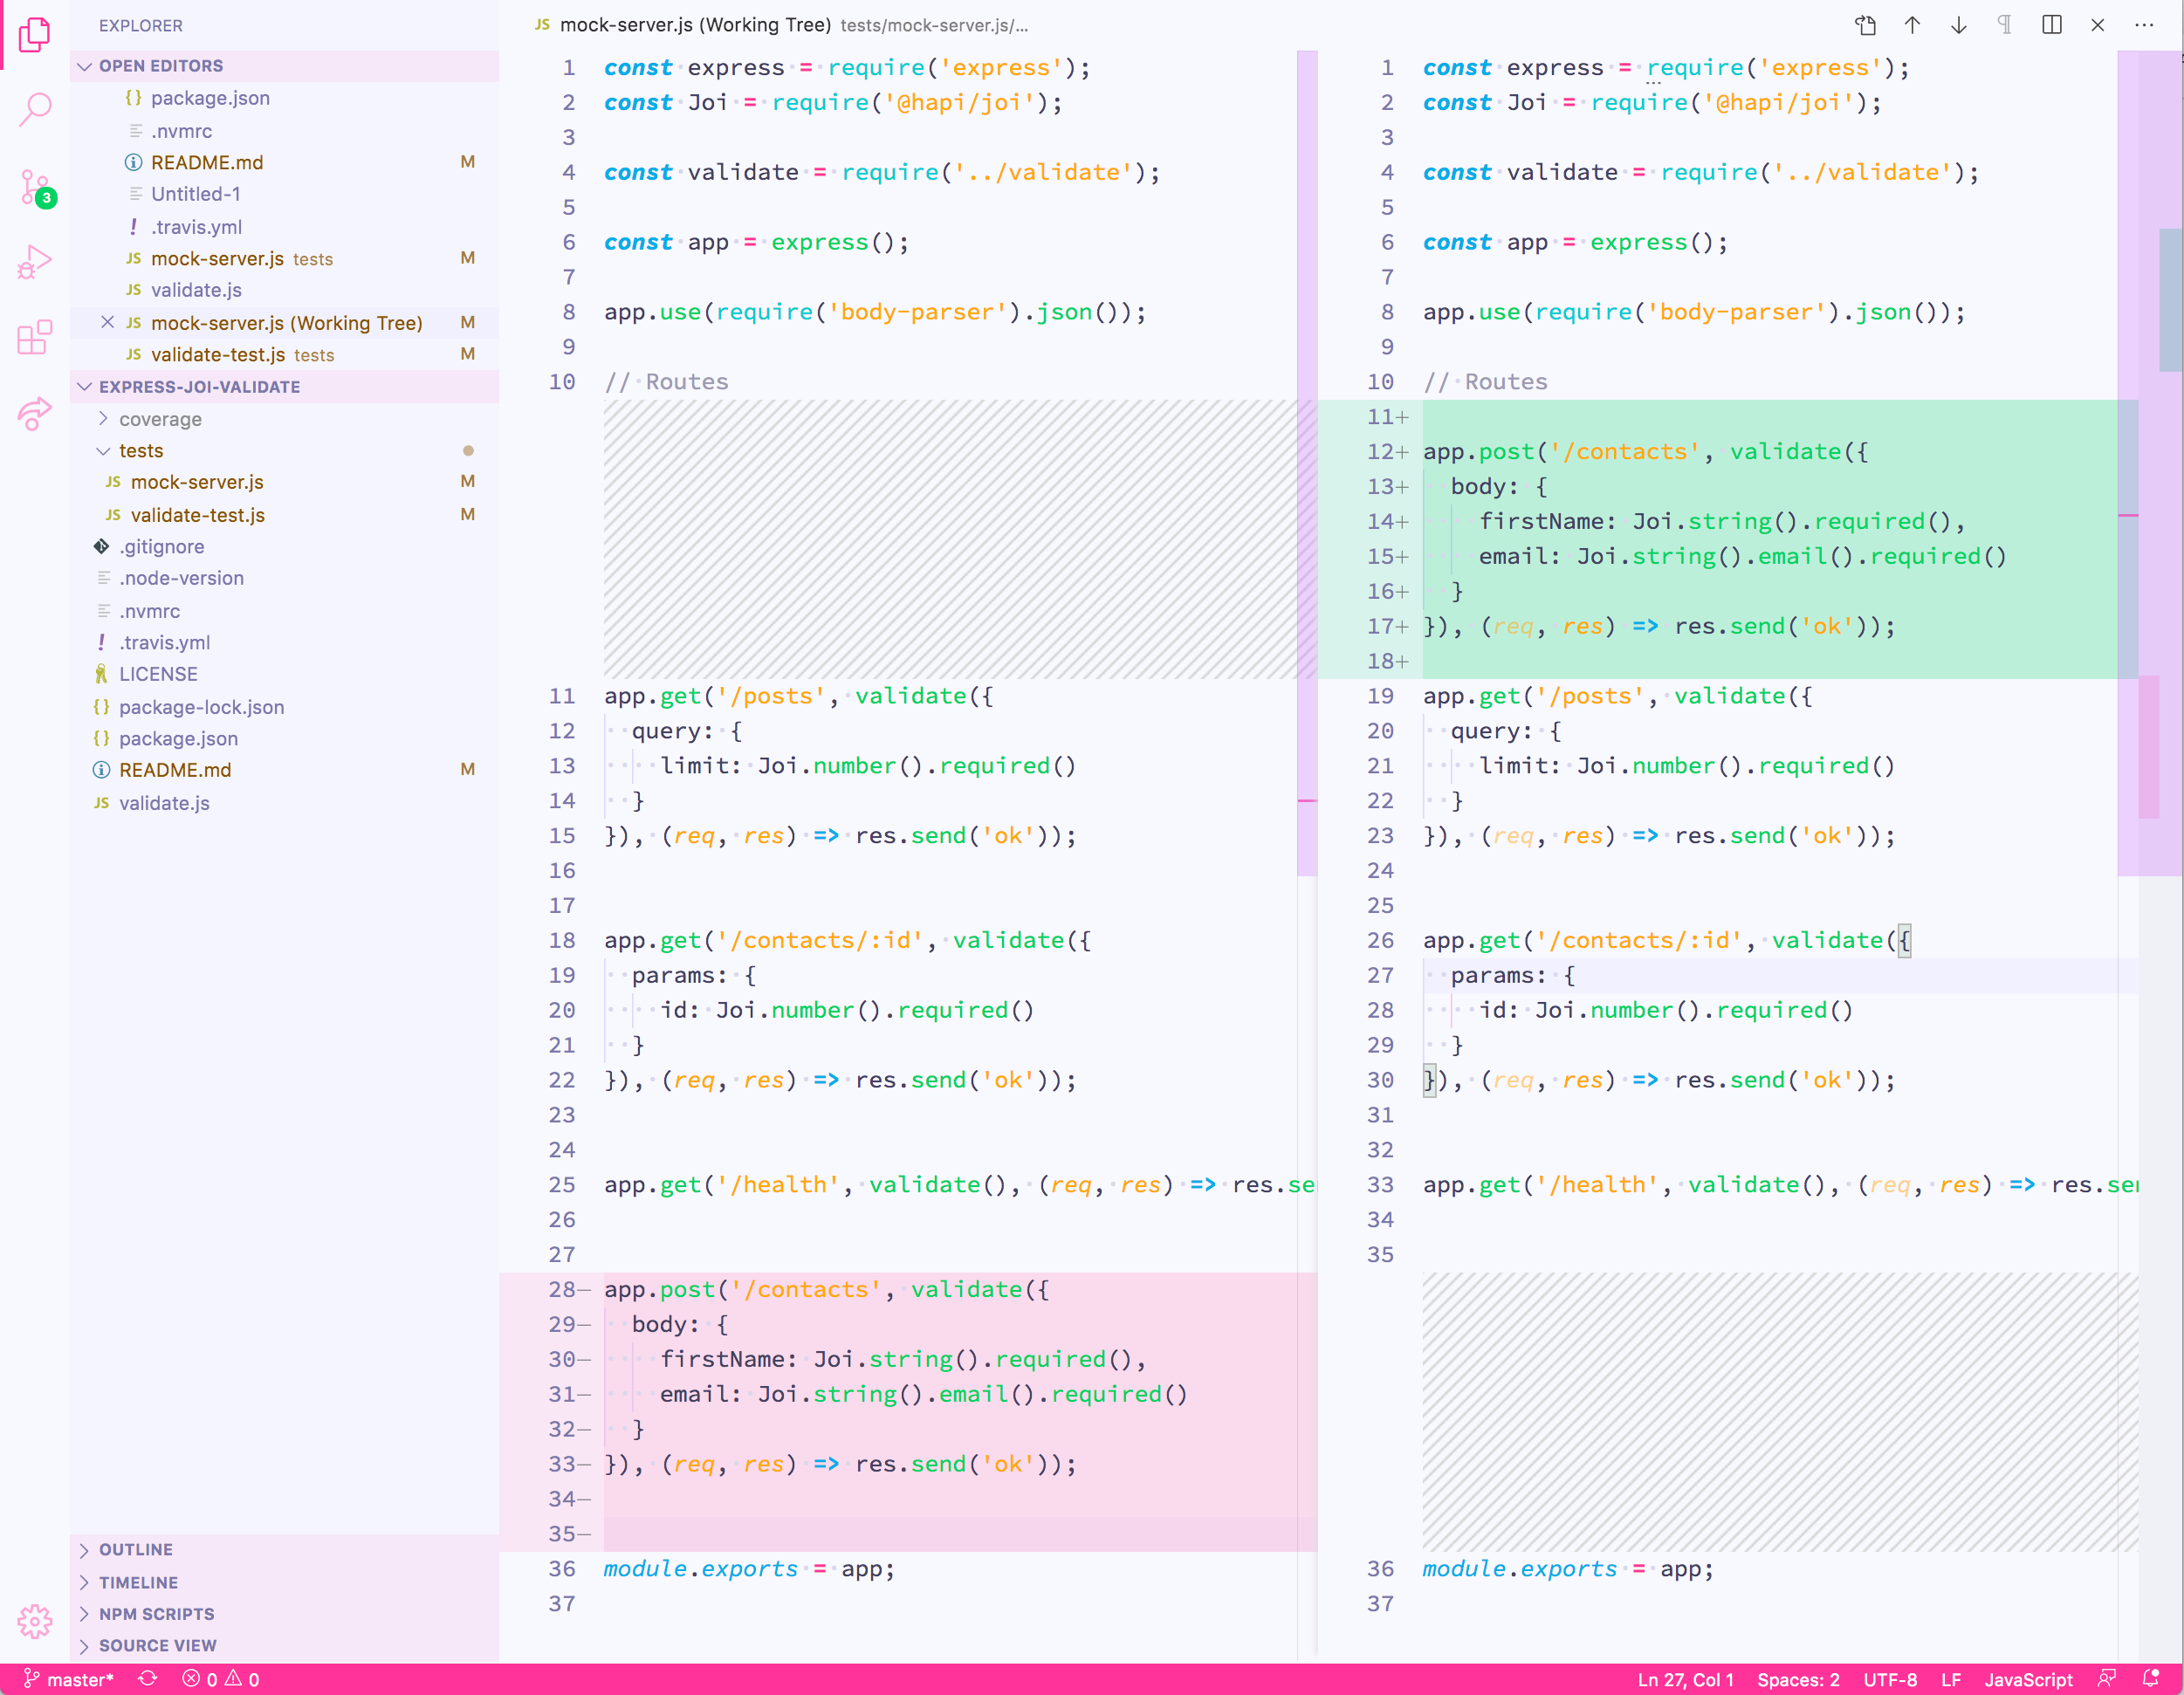 EXPLORER
OPEN EDITORS
{} package.json
.nvmrc
README.md M
Untitled-1
! .travis.yml
JS mock-server.js tests M
JS validate.js
JS mock-server.js (Working Tree) M
JS validate-test.js tests M
EXPRESS-JOI-VALIDATE
coverage
tests
JS mock-server.js M
JS validate-test.js M
.gitignore
.node-version
.nvmrc
! .travis.yml
LICENSE
{} package-lock.json
{} package.json
README.md M
JS validate.js
OUTLINE
TIMELINE
NPM SCRIPTS
SOURCE VIEW
3
JS mock-server.js (Working Tree) tests/mock-server.js/...
1 const express = require('express');
2 const Joi = require('@hapi/joi');
3
4 const validate = require('../validate');
5
6 const app = express();
7
8 app.use(require('body-parser').json());
9
10 // Routes
11 app.get('/posts', validate({
12 query: {
13 limit: Joi.number().required()
14 }
15 }), (req, res) => res.send('ok'));
16
17
18 app.get('/contacts/:id', validate({
19 params: {
20 id: Joi.number().required()
21 }
22 }), (req, res) => res.send('ok'));
23
24
25 app.get('/health', validate(), (req, res) => res.se
26
27
28− app.post('/contacts', validate({
29− body: {
30− firstName: Joi.string().required(),
31− email: Joi.string().email().required()
32− }
33− }), (req, res) => res.send('ok'));
34−
35−
36 module.exports = app;
37
1 const express = require('express');
2 const Joi = require('@hapi/joi');
3
4 const validate = require('../validate');
5
6 const app = express();
7
8 app.use(require('body-parser').json());
9
10 // Routes
11+
12+ app.post('/contacts', validate({
13+ body: {
14+ firstName: Joi.string().required(),
15+ email: Joi.string().email().required()
16+ }
17+ }), (req, res) => res.send('ok'));
18+
19 app.get('/posts', validate({
20 query: {
21 limit: Joi.number().required()
22 }
23 }), (req, res) => res.send('ok'));
24
25
26 app.get('/contacts/:id', validate({
27 params: {
28 id: Joi.number().required()
29 }
30 }), (req, res) => res.send('ok'));
31
32
33 app.get('/health', validate(), (req, res) => res.se
34
35
36 module.exports = app;
37
master* 0 0 Ln 27, Col 1 Spaces: 2 UTF-8 LF JavaScript